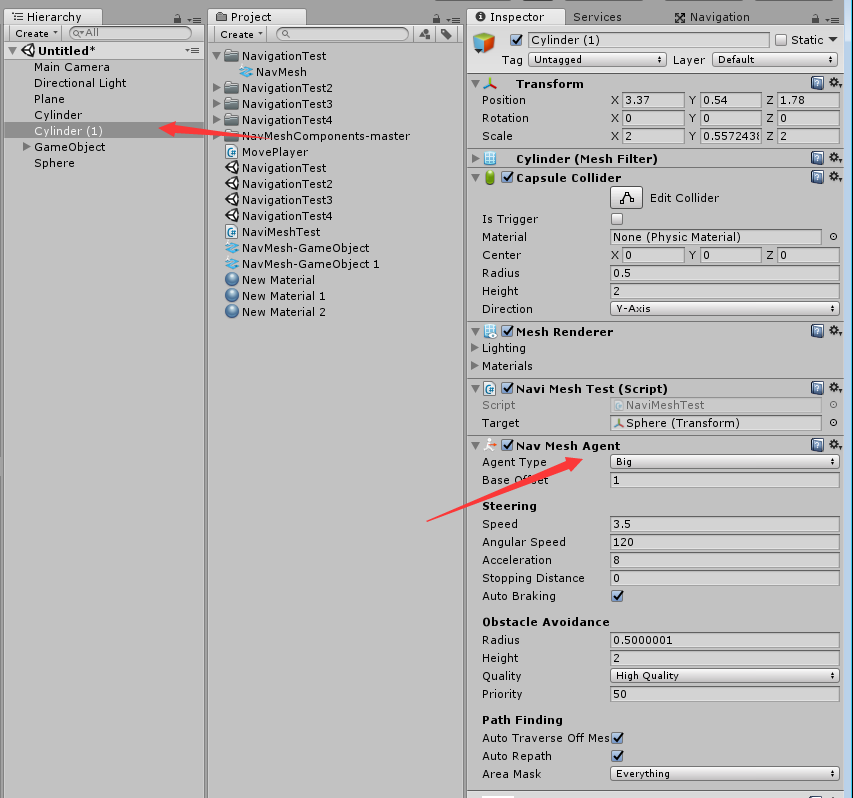 Hierarchy
Create
All
Untitled*
Main Camera
Directional Light
Plane
Cylinder
Cylinder (1)
GameObject
Sphere
Project
Create
NavigationTest
NavMesh
NavigationTest2
NavigationTest3
NavigationTest4
NavMeshComponents-master
MovePlayer
NavigationTest
NavigationTest2
NavigationTest3
NavigationTest4
NaviMeshTest
NavMesh-GameObject
NavMesh-GameObject 1
New Material
New Material 1
New Material 2
Inspector Services Navigation
Cylinder (1) Static
Tag Untagged Layer Default
Transform
Position X 3.37 Y 0.54 Z 1.78
Rotation X 0 Y 0 Z 0
Scale X 2 Y 0.557243 Z 2
Cylinder (Mesh Filter)
Capsule Collider
Edit Collider
Is Trigger
Material None (Physic Material)
Center X 0 Y 0 Z 0
Radius 0.5
Height 2
Direction Y-Axis
Mesh Renderer
Lighting
Materials
Navi Mesh Test (Script)
Script NaviMeshTest
Target Sphere (Transform)
Nav Mesh Agent
Agent Type Big
Base Offset 1
Steering
Speed 3.5
Angular Speed 120
Acceleration 8
Stopping Distance 0
Auto Braking
Obstacle Avoidance
Radius 0.5000001
Height 2
Quality High Quality
Priority 50
Path Finding
Auto Traverse Off Mes
Auto Repath
Area Mask Everything